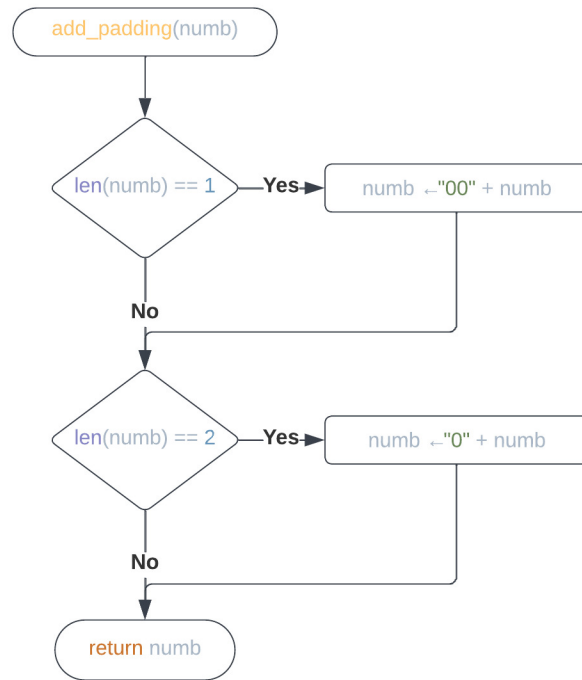 add_padding(numb)
len(numb) == 1
Yes
numb ←"00" + numb
No
len(numb) == 2
Yes
numb ←"0" + numb
No
return numb